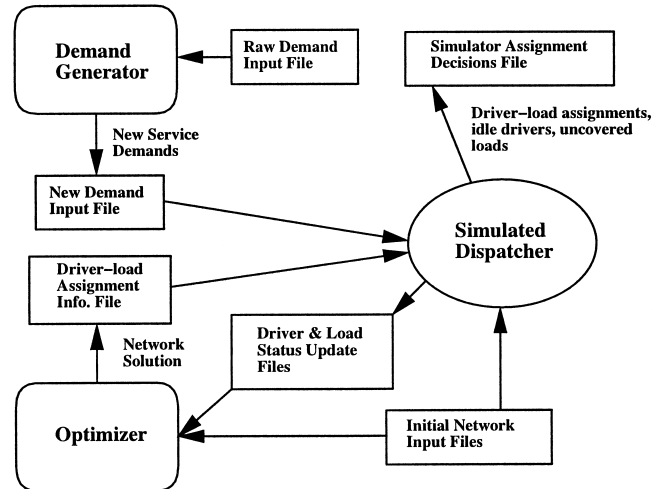 Demand
Generator
Raw Demand
Input File
Simulator Assignment
Decisions File
Driver–load assignments,
idle drivers, uncovered
loads
New Service
Demands
New Demand
Input File
Simulated
Dispatcher
Driver–load
Assignment
Info. File
Network
Solution
Driver & Load
Status Update
Files
Optimizer
Initial Network
Input Files